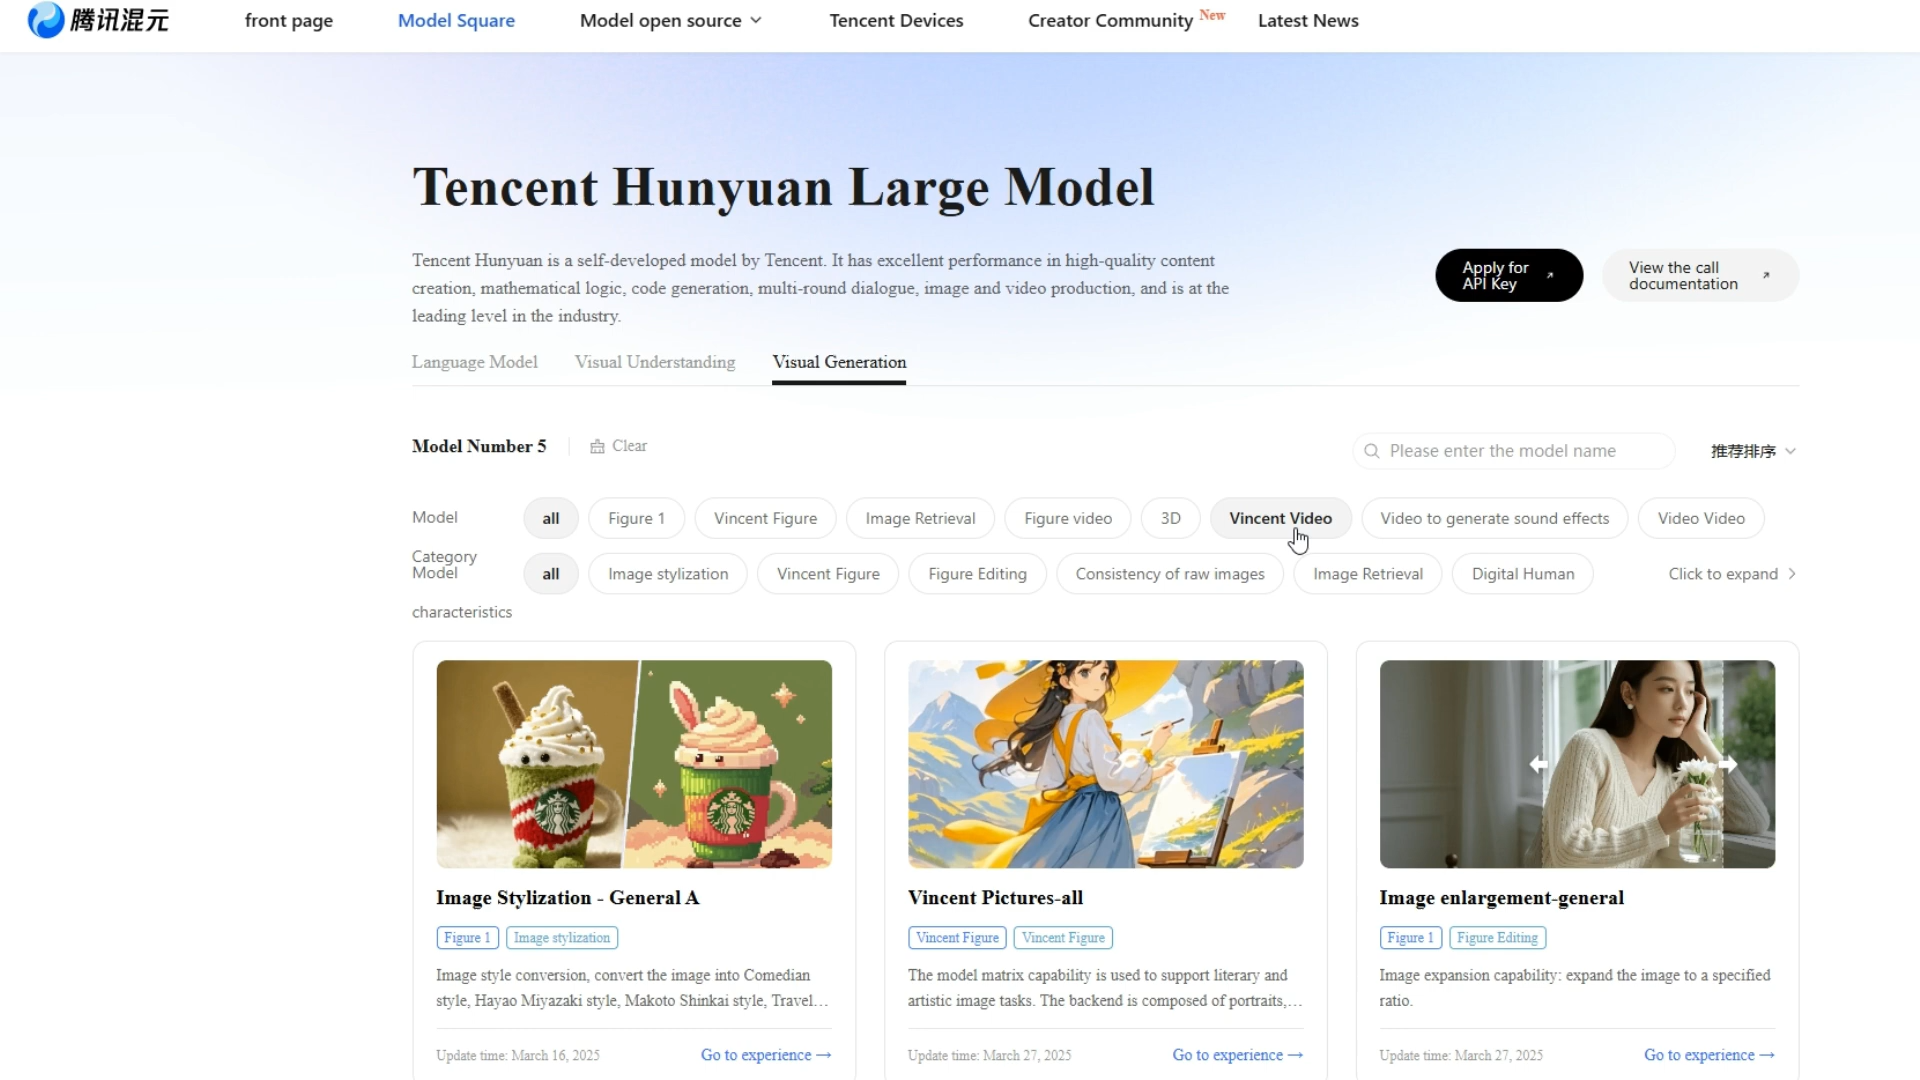 腾讯混元
front page
Model Square
Model open source
Tencent Devices
Creator Community New
Latest News
Tencent Hunyuan Large Model
Tencent Hunyuan is a self-developed model by Tencent. It has excellent performance in high-quality content
creation, mathematical logic, code generation, multi-round dialogue, image and video production, and is at the
leading level in the industry.
Apply for
API Key
View the call
documentation
Language Model
Visual Understanding
Visual Generation
Model Number 5
Clear
Please enter the model name
推荐排序
Model
Category
all
Figure 1
Vincent Figure
Image Retrieval
Figure video
3D
Vincent Video
Video to generate sound effects
Video Video
Model
characteristics
all
Image stylization
Vincent Figure
Figure Editing
Consistency of raw images
Image Retrieval
Digital Human
Click to expand
Image Stylization - General A
Figure 1
Image stylization
Image style conversion, convert the image into Comedian
style, Hayao Miyazaki style, Makoto Shinkai style, Travel…
Update time: March 16, 2025
Go to experience →
Vincent Pictures-all
Vincent Figure
Vincent Figure
The model matrix capability is used to support literary and
artistic image tasks. The backend is composed of portraits,…
Update time: March 27, 2025
Go to experience →
Image enlargement-general
Figure 1
Figure Editing
Image expansion capability: expand the image to a specified
ratio.
Update time: March 27, 2025
Go to experience →